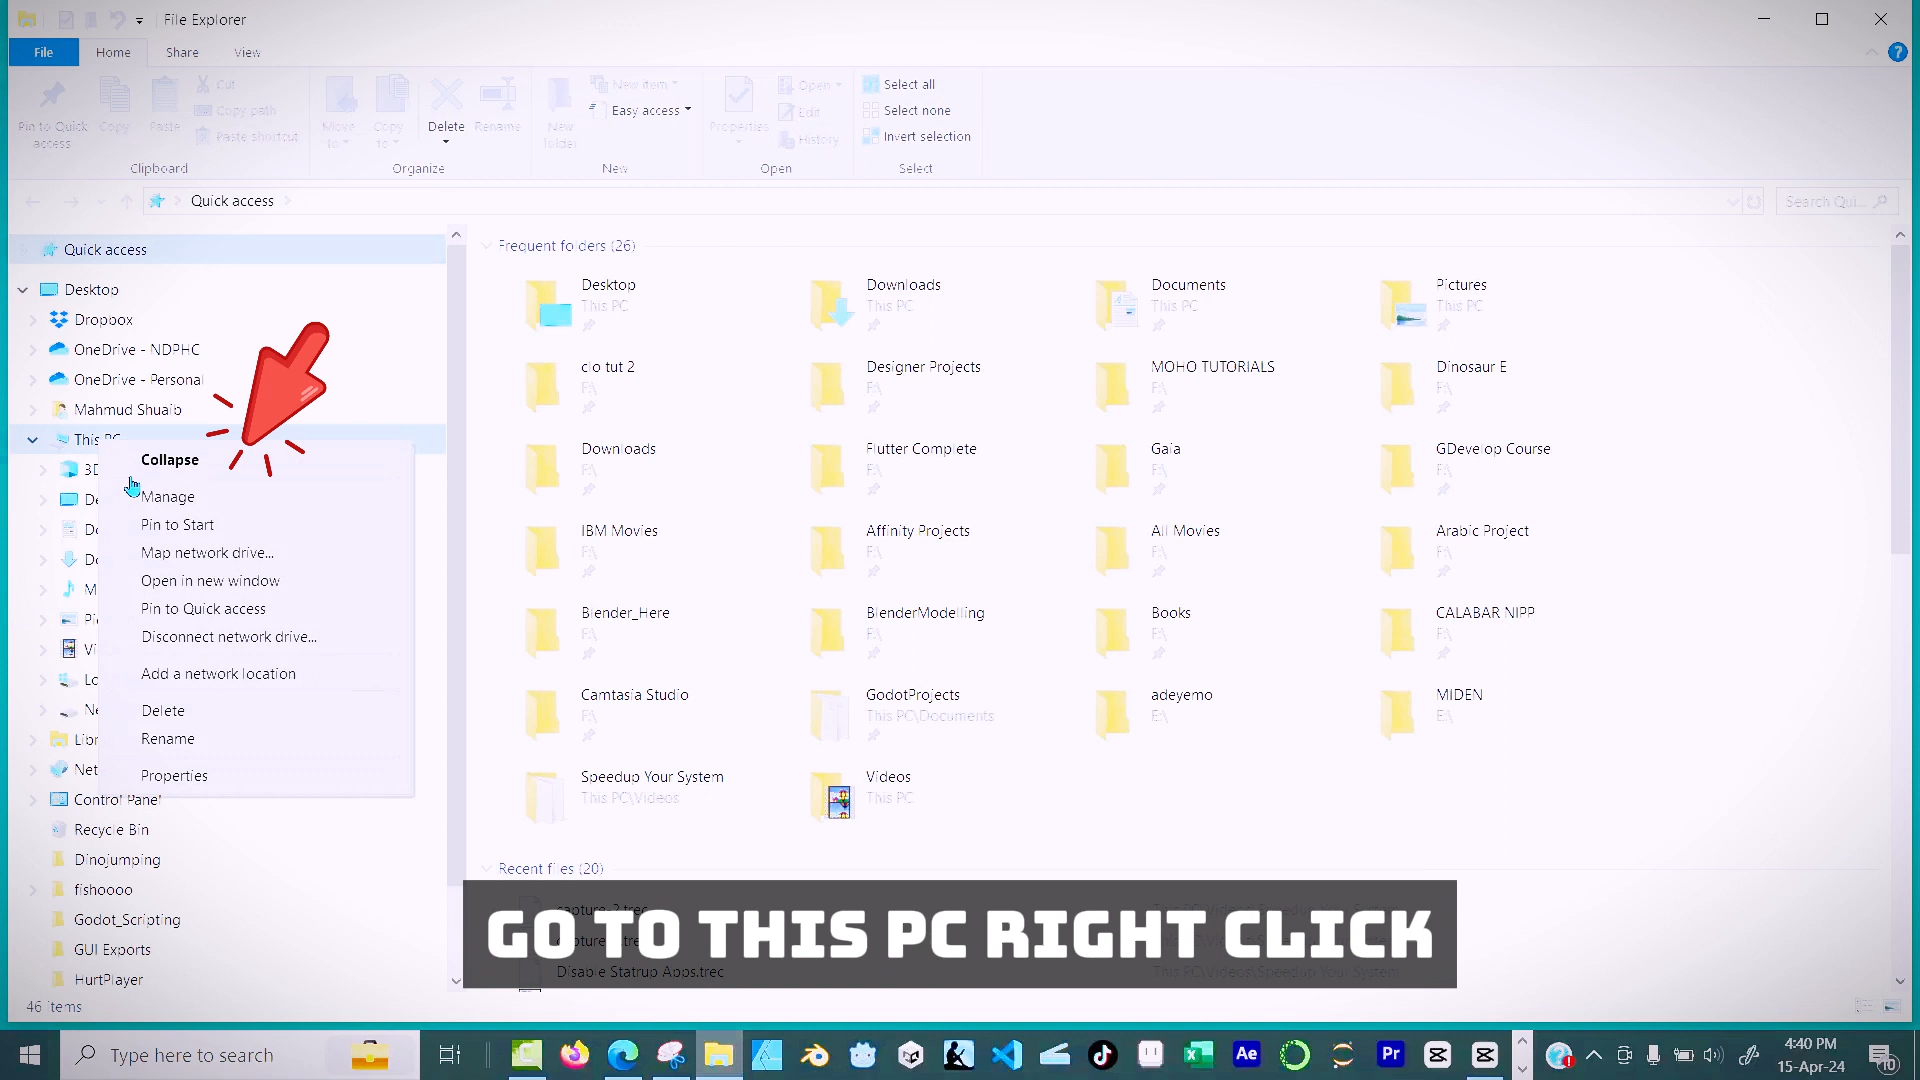 File Explorer
File
Home
Share
View
Pin to Quick access
Copy
Paste
Cut
Copy path
Paste shortcut
Clipboard
Move to
Copy to
Delete
Rename
Organize
New folder
New item
Easy access
New
Properties
Open
Edit
History
Open
Select all
Select none
Invert selection
Select
Quick access
Search Qui...
Quick access
Desktop
Dropbox
OneDrive - NDPHC
OneDrive - Personal
Mahmud Shuaib
This PC
3D
Collapse
Manage
Pin to Start
Map network drive...
Open in new window
Pin to Quick access
Disconnect network drive...
Add a network location
Delete
Rename
Properties
Control Panel
Recycle Bin
Dinojumping
fishoooo
Godot_Scripting
GUI Exports
HurtPlayer
46 items
Frequent folders (26)
Desktop
This PC
Downloads
This PC
Documents
This PC
Pictures
This PC
clo tut 2
F:\
Designer Projects
F:\
MOHO TUTORIALS
F:\
Dinosaur E
F:\
Downloads
F:\
Flutter Complete
F:\
Gaia
F:\
GDevelop Course
F:\
IBM Movies
F:\
Affinity Projects
F:\
All Movies
F:\
Arabic Project
F:\
Blender_Here
F:\
BlenderModelling
F:\
Books
F:\
CALABAR NIPP
F:\
Camtasia Studio
F:\
GodotProjects
This PC\Documents
adeyemo
E:\
MIDEN
E:\
Speedup Your System
This PC\Videos
Videos
This PC
Recent files (20)
GO TO THIS PC RIGHT CLICK
Disable Statrup Apps.trec
Type here to search
Ae
Pr
4:40 PM
15-Apr-24
10